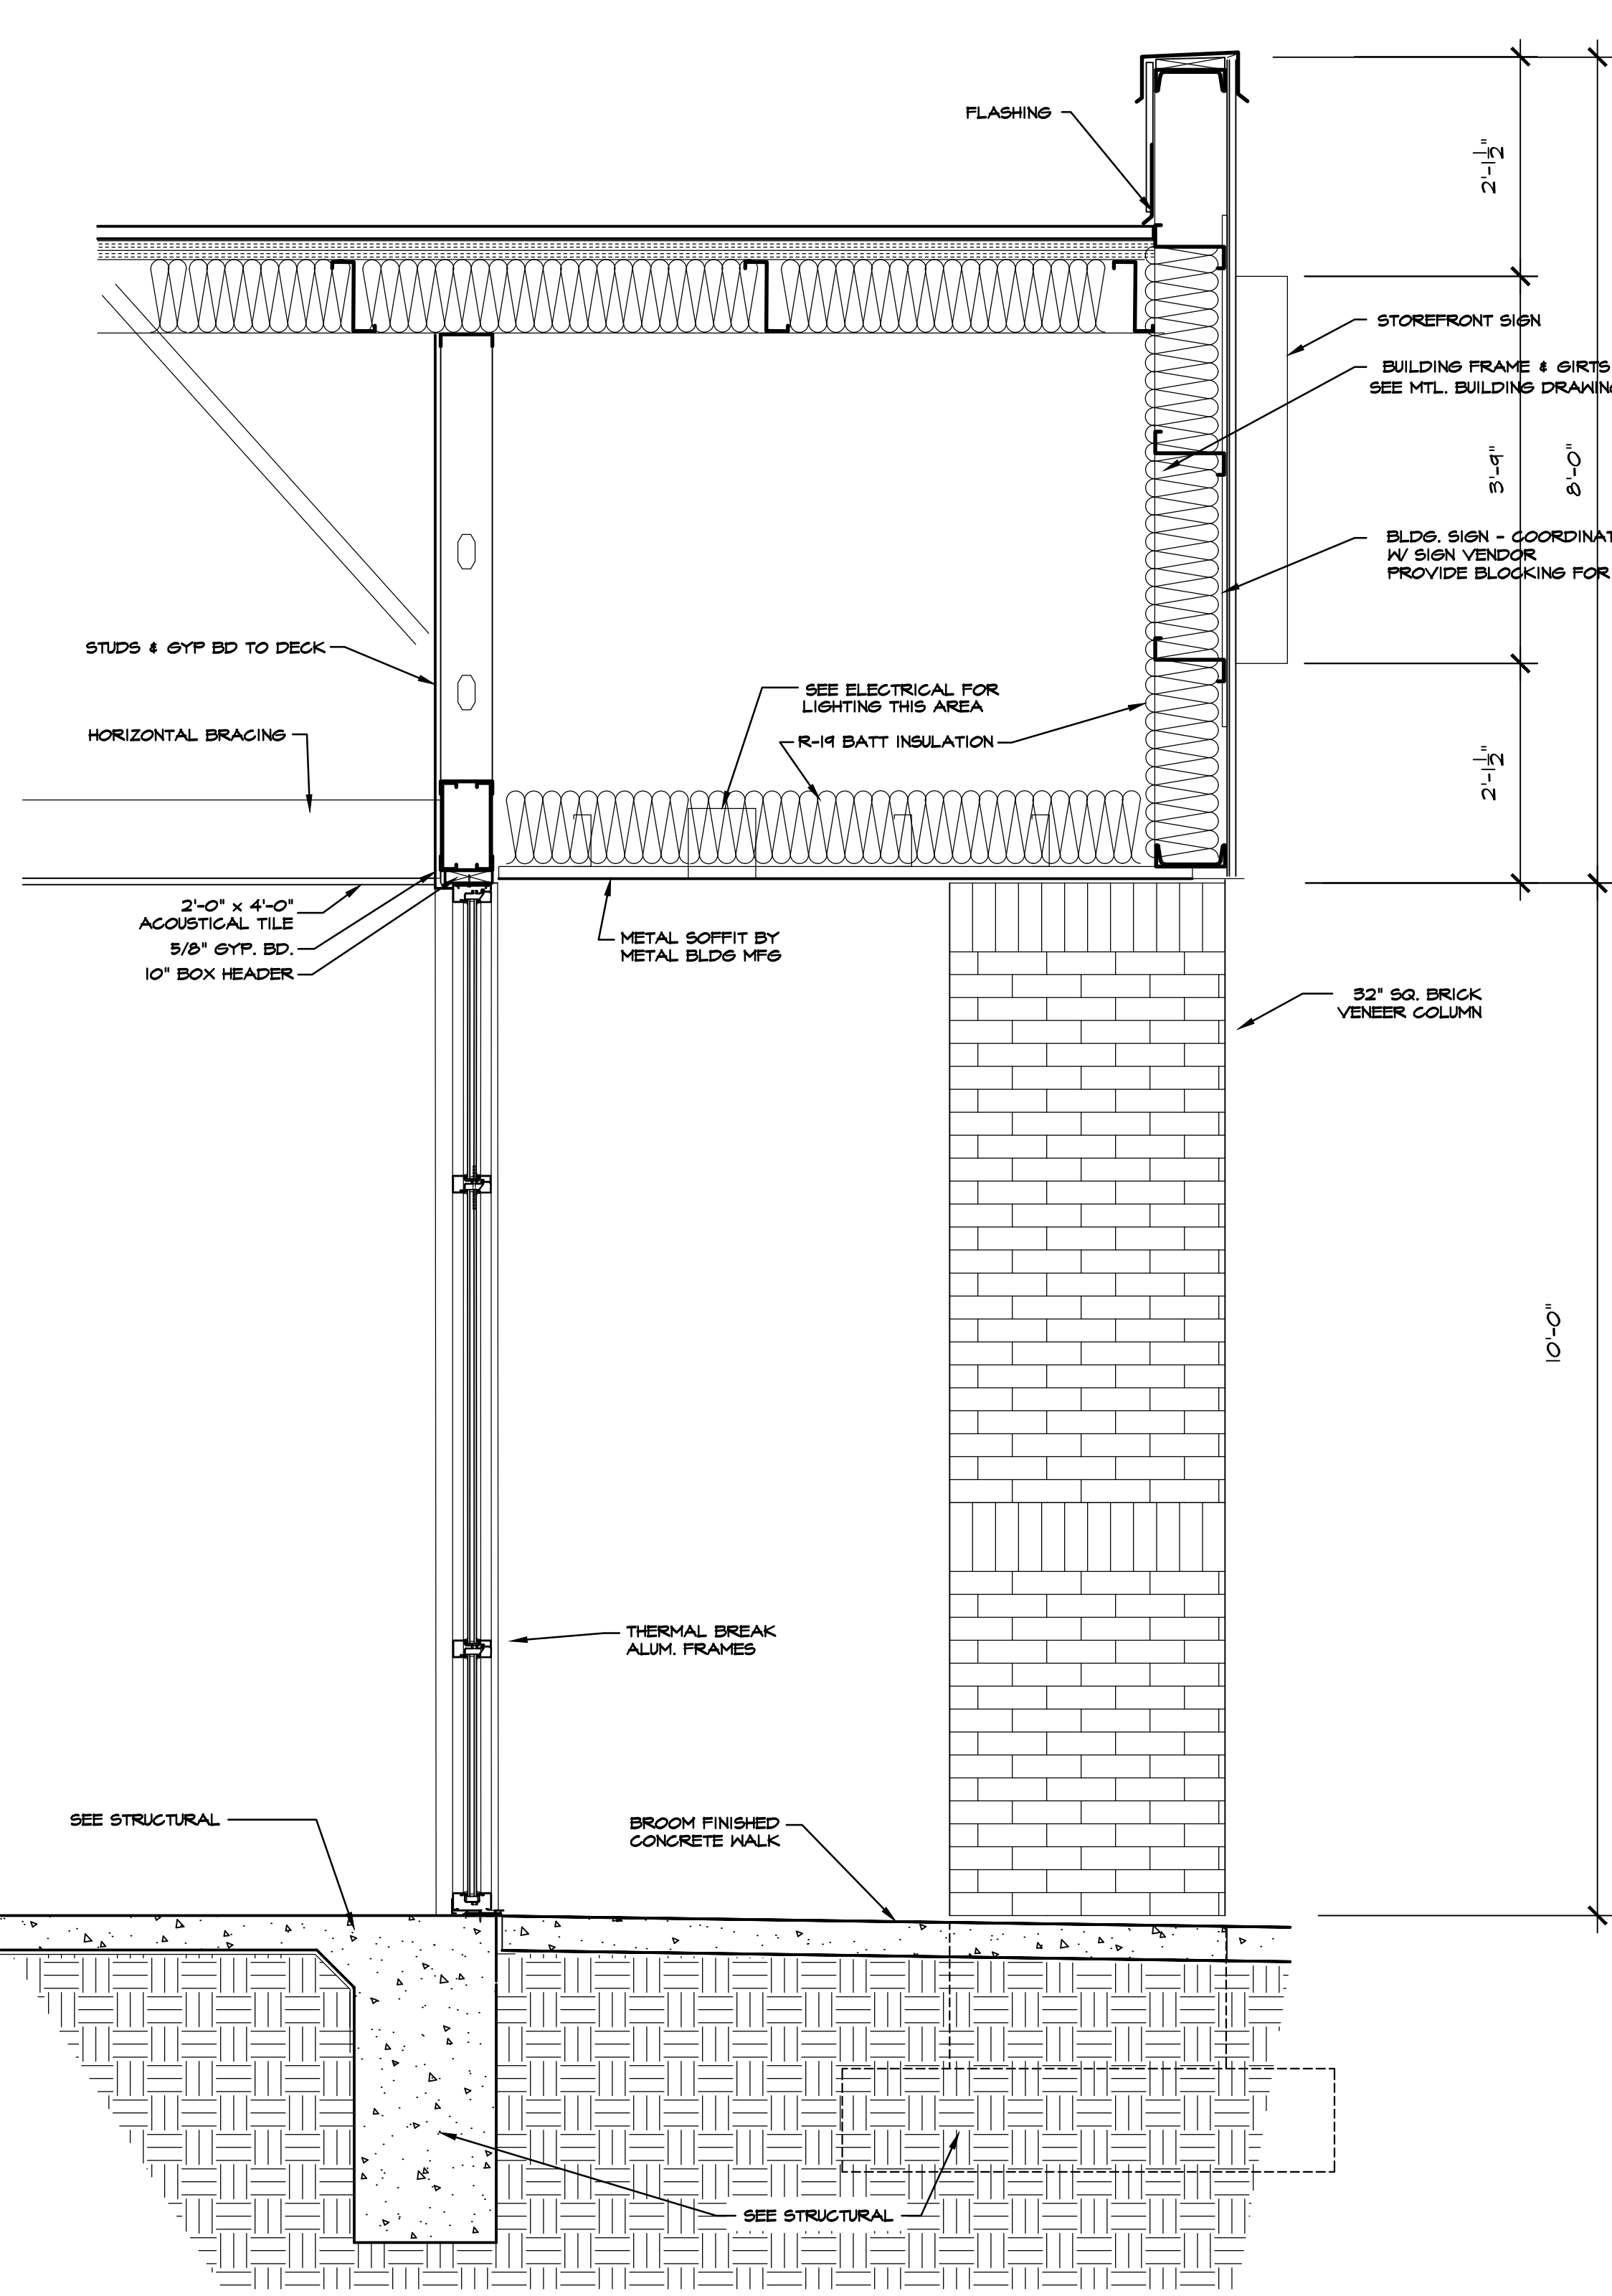 FLASHING
2'-1 1/2"
STOREFRONT SIGN
BUILDING FRAME & GIRTS
SEE MTL. BUILDING
3'-9"
8'-0"
BLDG. SIGN -
W/ SIGN VENDOR
PROVIDE BLOCKING FOR
STUDS & GYP BD TO DECK
SEE ELECTRICAL FOR
LIGHTING THIS AREA
HORIZONTAL BRACING
R-19 BATT INSULATION
2'-1 1/2"
2'-0" x 4'-0"
ACOUSTICAL TILE
5/8" GYP. BD.
10" BOX HEADER
METAL SOFFIT BY
METAL BLDG MFG
32" SQ. BRICK
VENEER COLUMN
10'-0"
THERMAL BREAK
ALUM. FRAMES
SEE STRUCTURAL
BROOM FINISHED
CONCRETE WALK
SEE STRUCTURAL